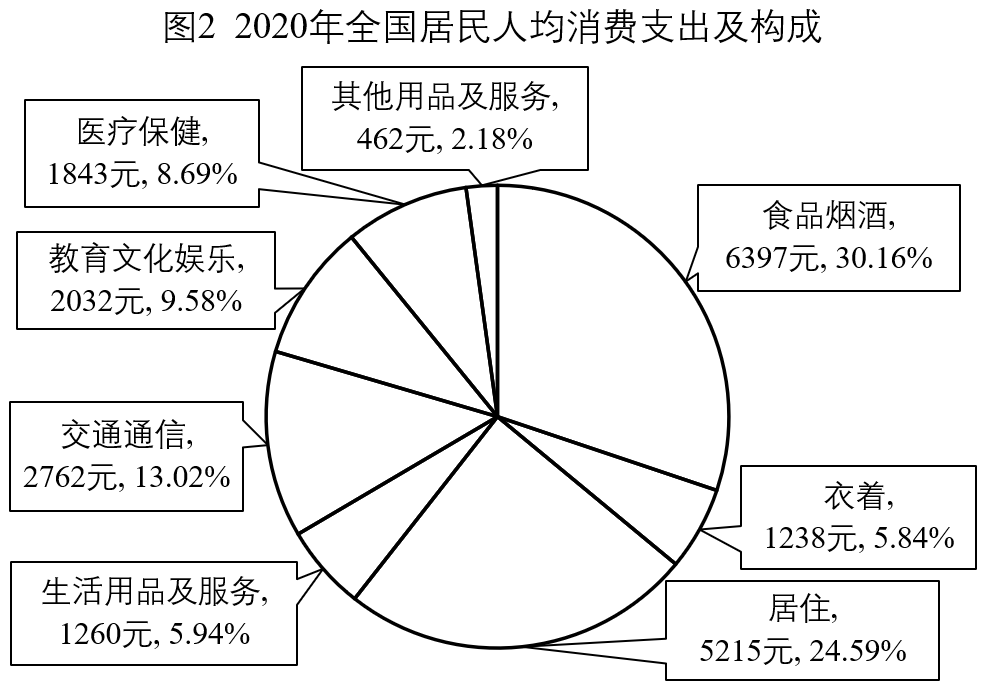 图2 2020年全国居民人均消费支出及构成
其他用品及服务,
462元, 2.18%
食品烟酒,
6397元, 30.16%
衣着,
1238元, 5.84%
居住,
5215元, 24.59%
生活用品及服务,
1260元, 5.94%
交通通信,
2762元, 13.02%
教育文化娱乐,
2032元, 9.58%
医疗保健,
1843元, 8.69%